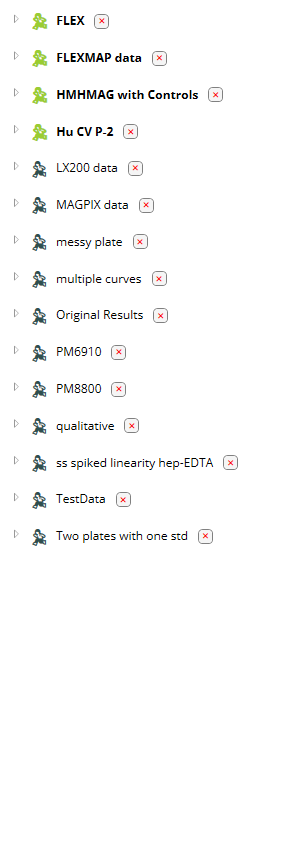 FLEX
FLEXMAP data
HMHMAG with Controls
Hu CV P-2
LX200 data
MAGPIX data
messy plate
multiple curves
Original Results
PM6910
PM8800
qualitative
ss spiked linearity hep-EDTA
TestData
Two plates with one std